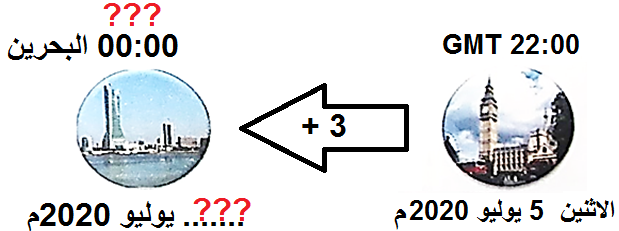 ???
00:00 البحرين
GMT 22:00
+ 3
الاثنين 5 يوليو 2020م
...???.... يوليو 2020م